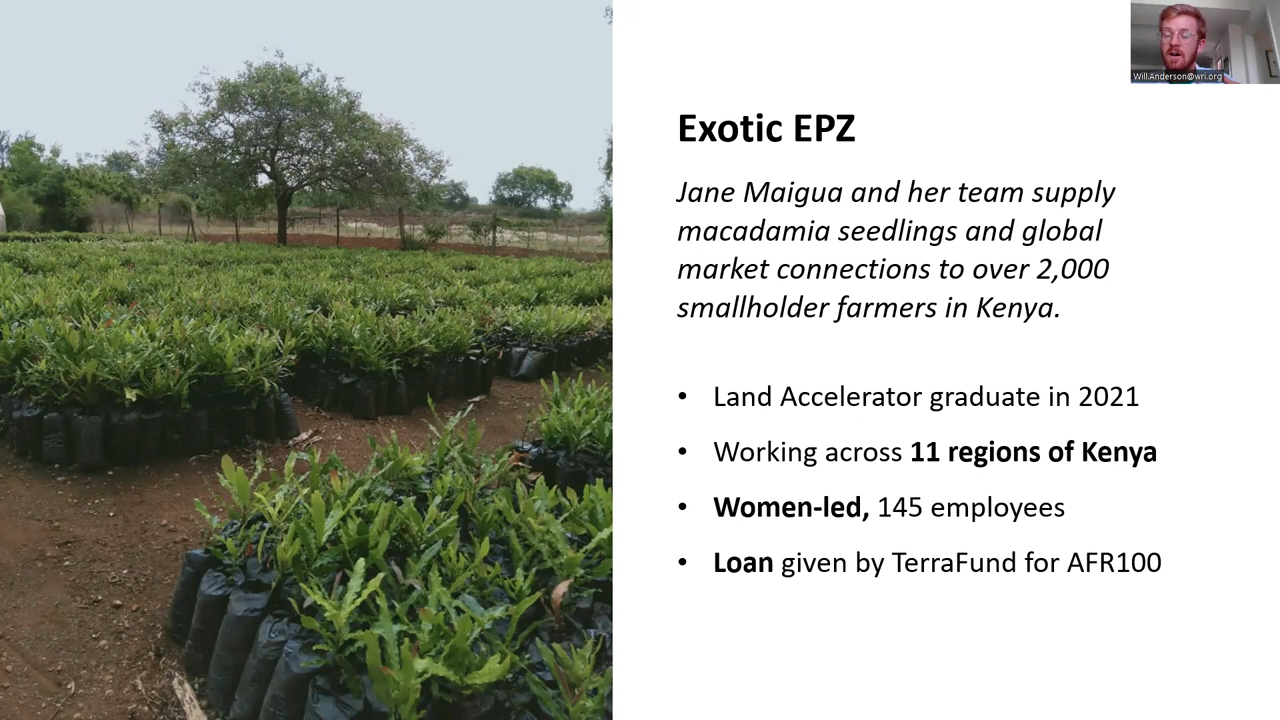 Will.Anderson@wri.org
Exotic EPZ
Jane Maigua and her team supply
macadamia seedlings and global
market connections to over 2,000
smallholder farmers in Kenya.
• Land Accelerator graduate in 2021
• Working across 11 regions of Kenya
• Women-led, 145 employees
• Loan given by TerraFund for AFR100